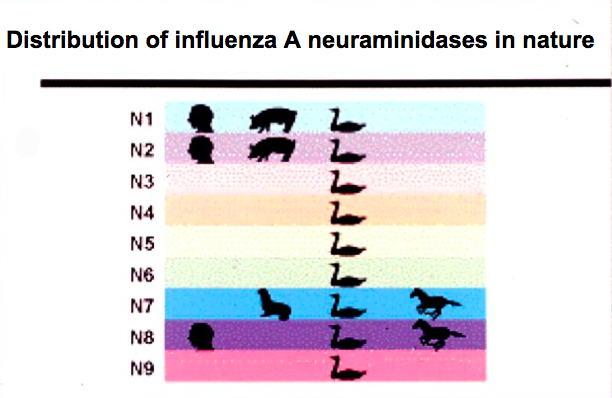 Distribution of influenza A neuraminidases in nature
N1
N2
N3
N4
N5
N6
N7
N8
N9